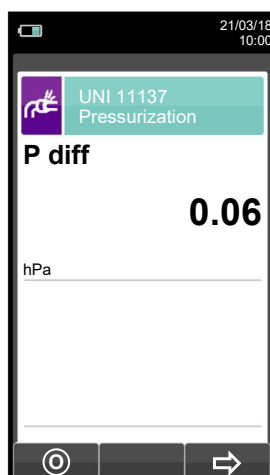 21/03/18
10:00
UNI 11137
Pressurization
P diff
0.06
hPa
O